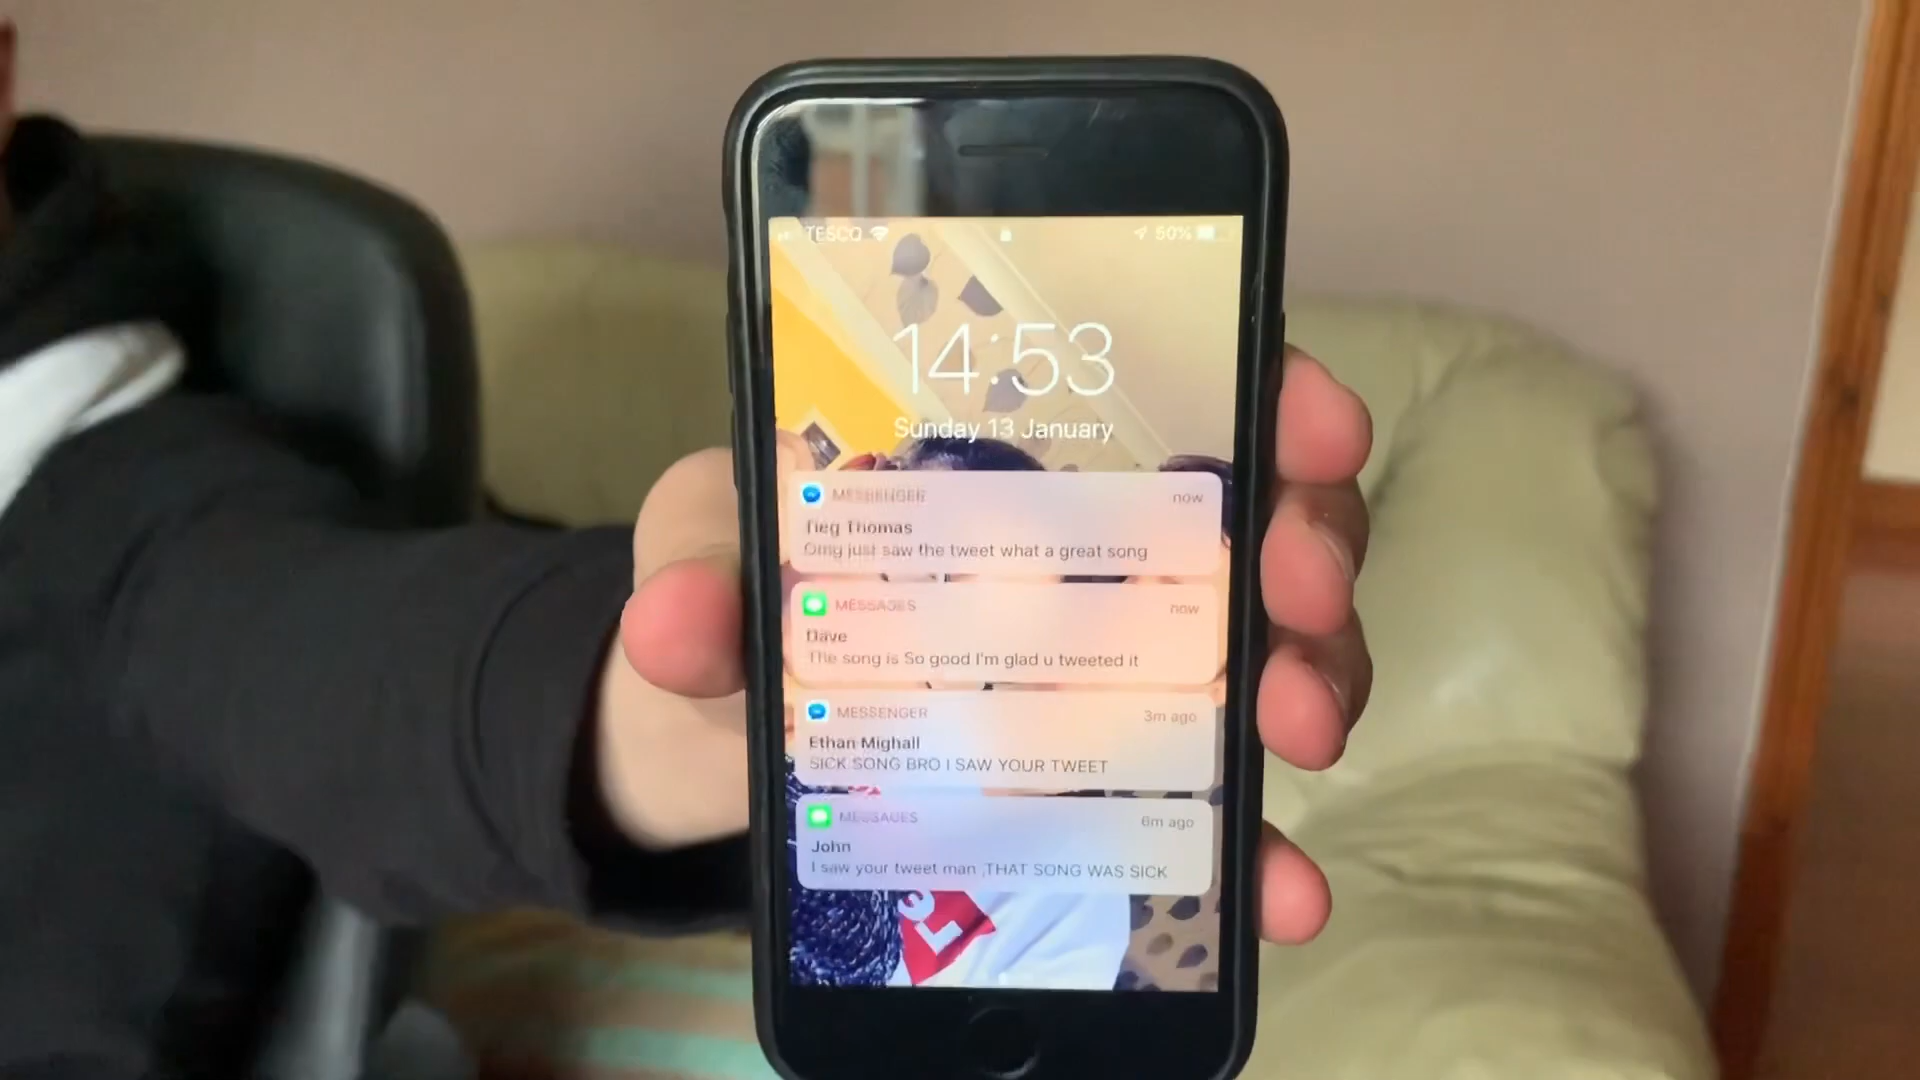 TESCO 50%
14:53
Sunday 13 January
MESSENGER now
Tieg Thomas
Omg just saw the tweet what a great song
MESSAGES now
Dave
The song is So good I'm glad u tweeted it
MESSENGER 3m ago
Ethan Mighall
SICK SONG BRO I SAW YOUR TWEET
MESSAGES 6m ago
John
I saw your tweet man ,THAT SONG WAS SICK